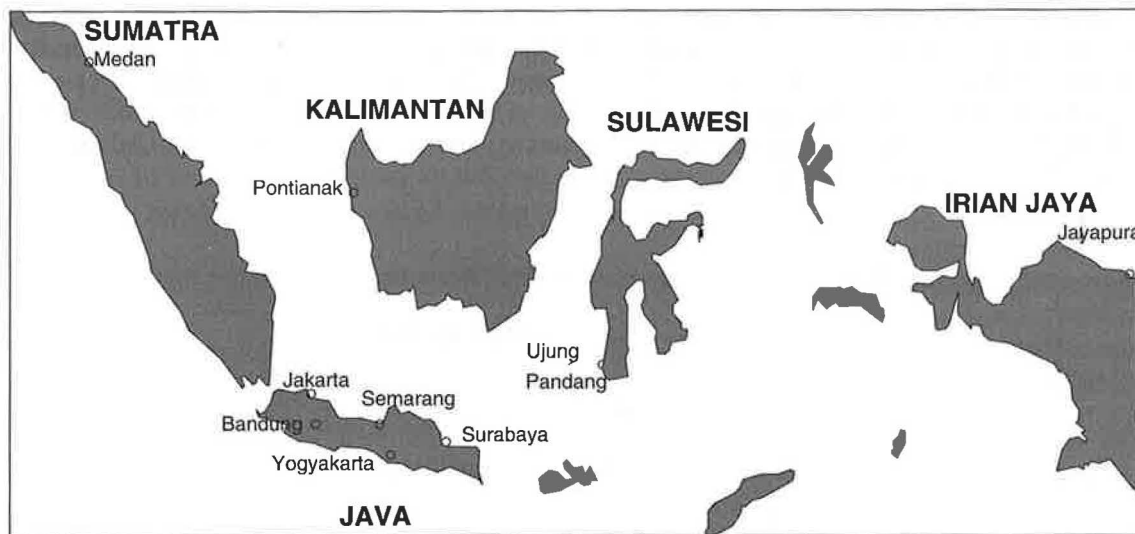 SUMATRA
Medan
KALIMANTAN
SULAWESI
Pontianak
IRIAN JAYA
Jayapura
Ujung
Pandang
Jakarta
Semarang
Bandung
Surabaya
Yogyakarta
JAVA